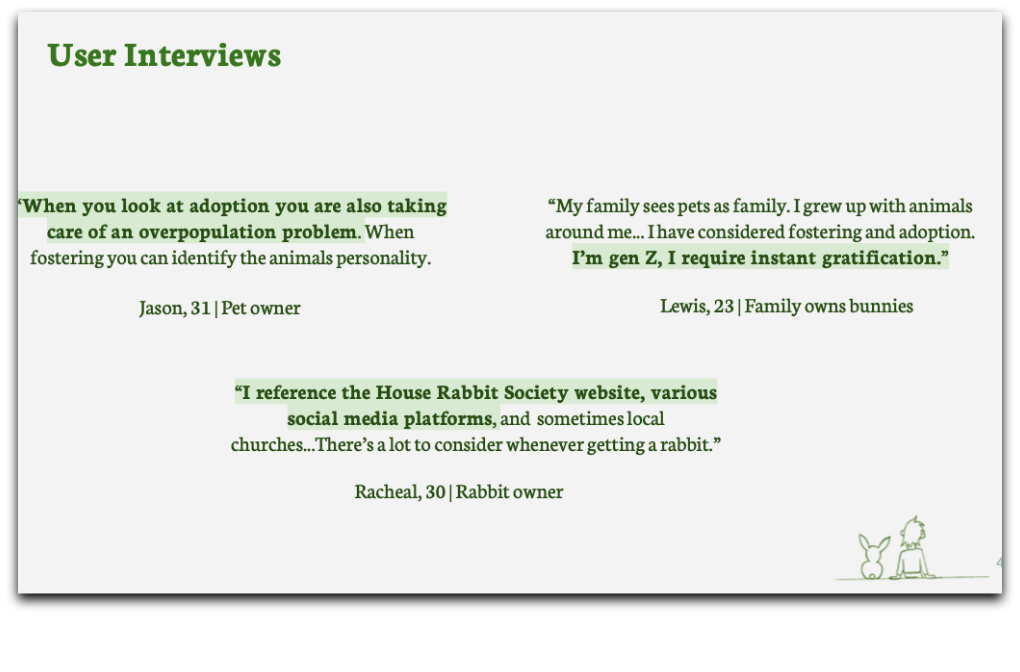 User Interviews
‘When you look at adoption you are also taking
care of an overpopulation problem. When
fostering you can identify the animals personality.
Jason, 31 | Pet owner
“My family sees pets as family. I grew up with animals
around me... I have considered fostering and adoption.
I’m gen Z, I require instant gratification.”
Lewis, 23 | Family owns bunnies
“I reference the House Rabbit Society website, various
social media platforms, and sometimes local
churches...There’s a lot to consider whenever getting a rabbit.”
Racheal, 30 | Rabbit owner